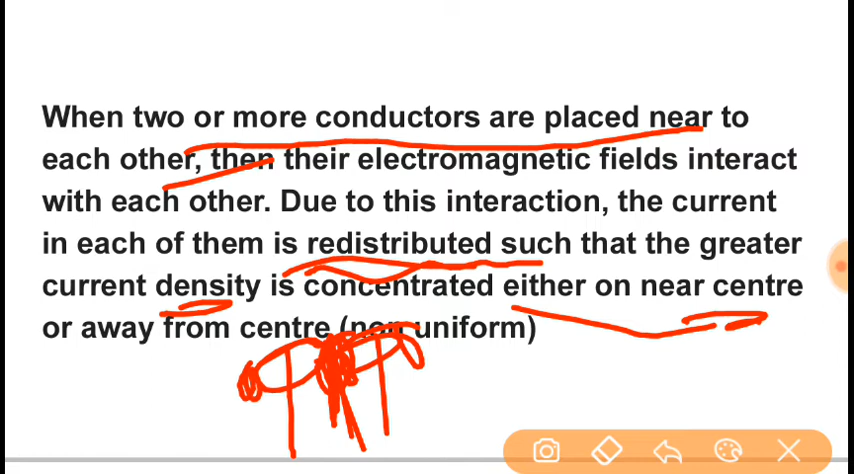 When two or more conductors are placed near to
each other, then their electromagnetic fields interact
with each other. Due to this interaction, the current
in each of them is redistributed such that the greater
current density is concentrated either on near centre
or away from centre (non uniform)